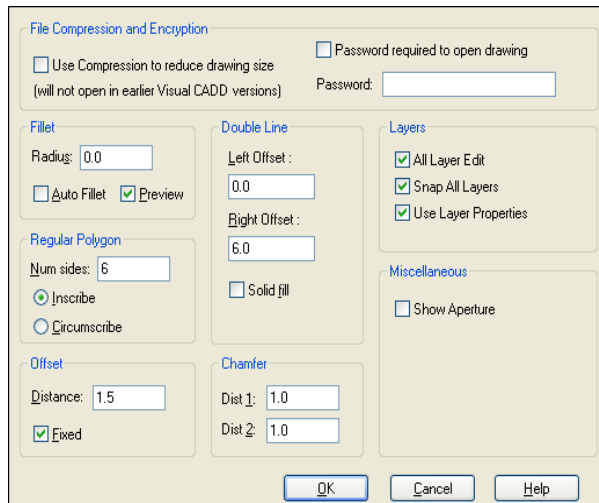 File Compression and Encryption
Use Compression to reduce drawing size
(will not open in earlier Visual CADD versions)
Password required to open drawing
Password:
Fillet
Radius: 0.0
Auto Fillet Preview
Regular Polygon
Num sides: 6
Inscribe
Circumscribe
Offset
Distance: 1.5
Fixed
Double Line
Left Offset :
0.0
Right Offset :
6.0
Solid fill
Chamfer
Dist 1: 1.0
Dist 2: 1.0
Layers
All Layer Edit
Snap All Layers
Use Layer Properties
Miscellaneous
Show Aperture
OK Cancel Help